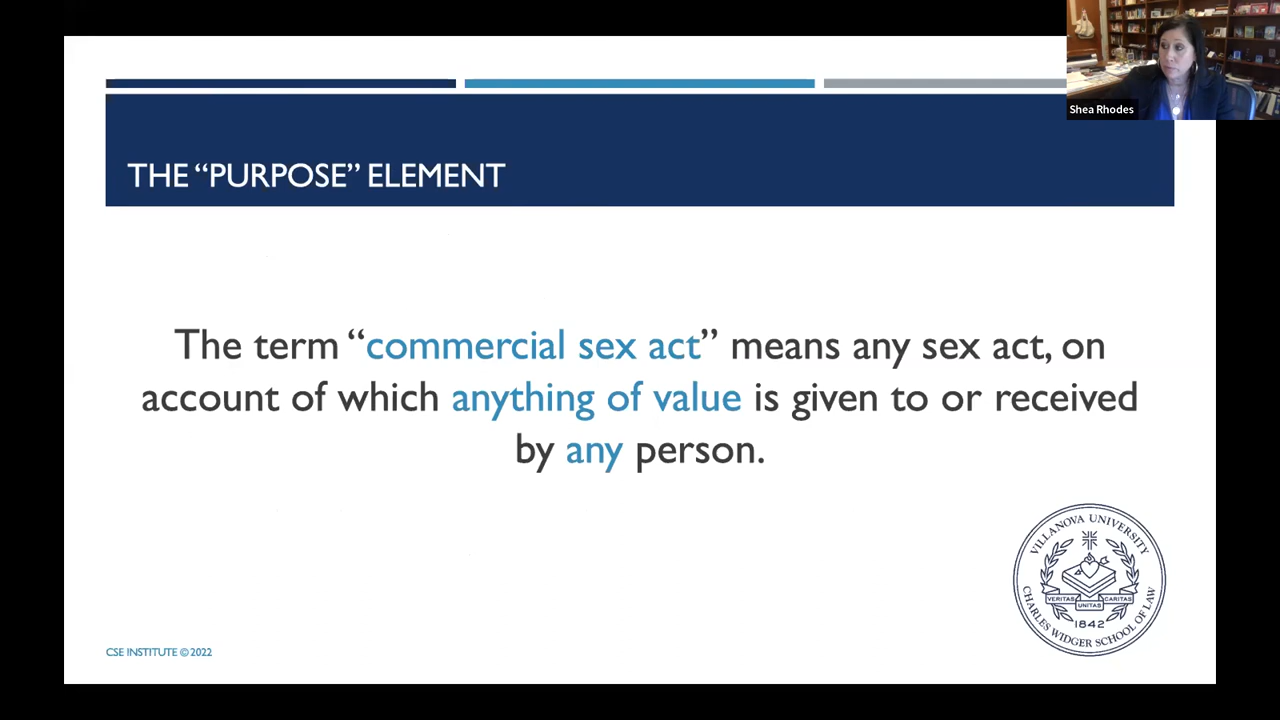 Shea Rhodes
THE “PURPOSE” ELEMENT
The term “commercial sex act” means any sex act, on
account of which anything of value is given to or received
by any person.
VILLANOVA UNIVERSITY
VERITAS
UNITAS
CARITAS
1842
CHARLES WIDGER SCHOOL OF LAW
CSE INSTITUTE © 2022